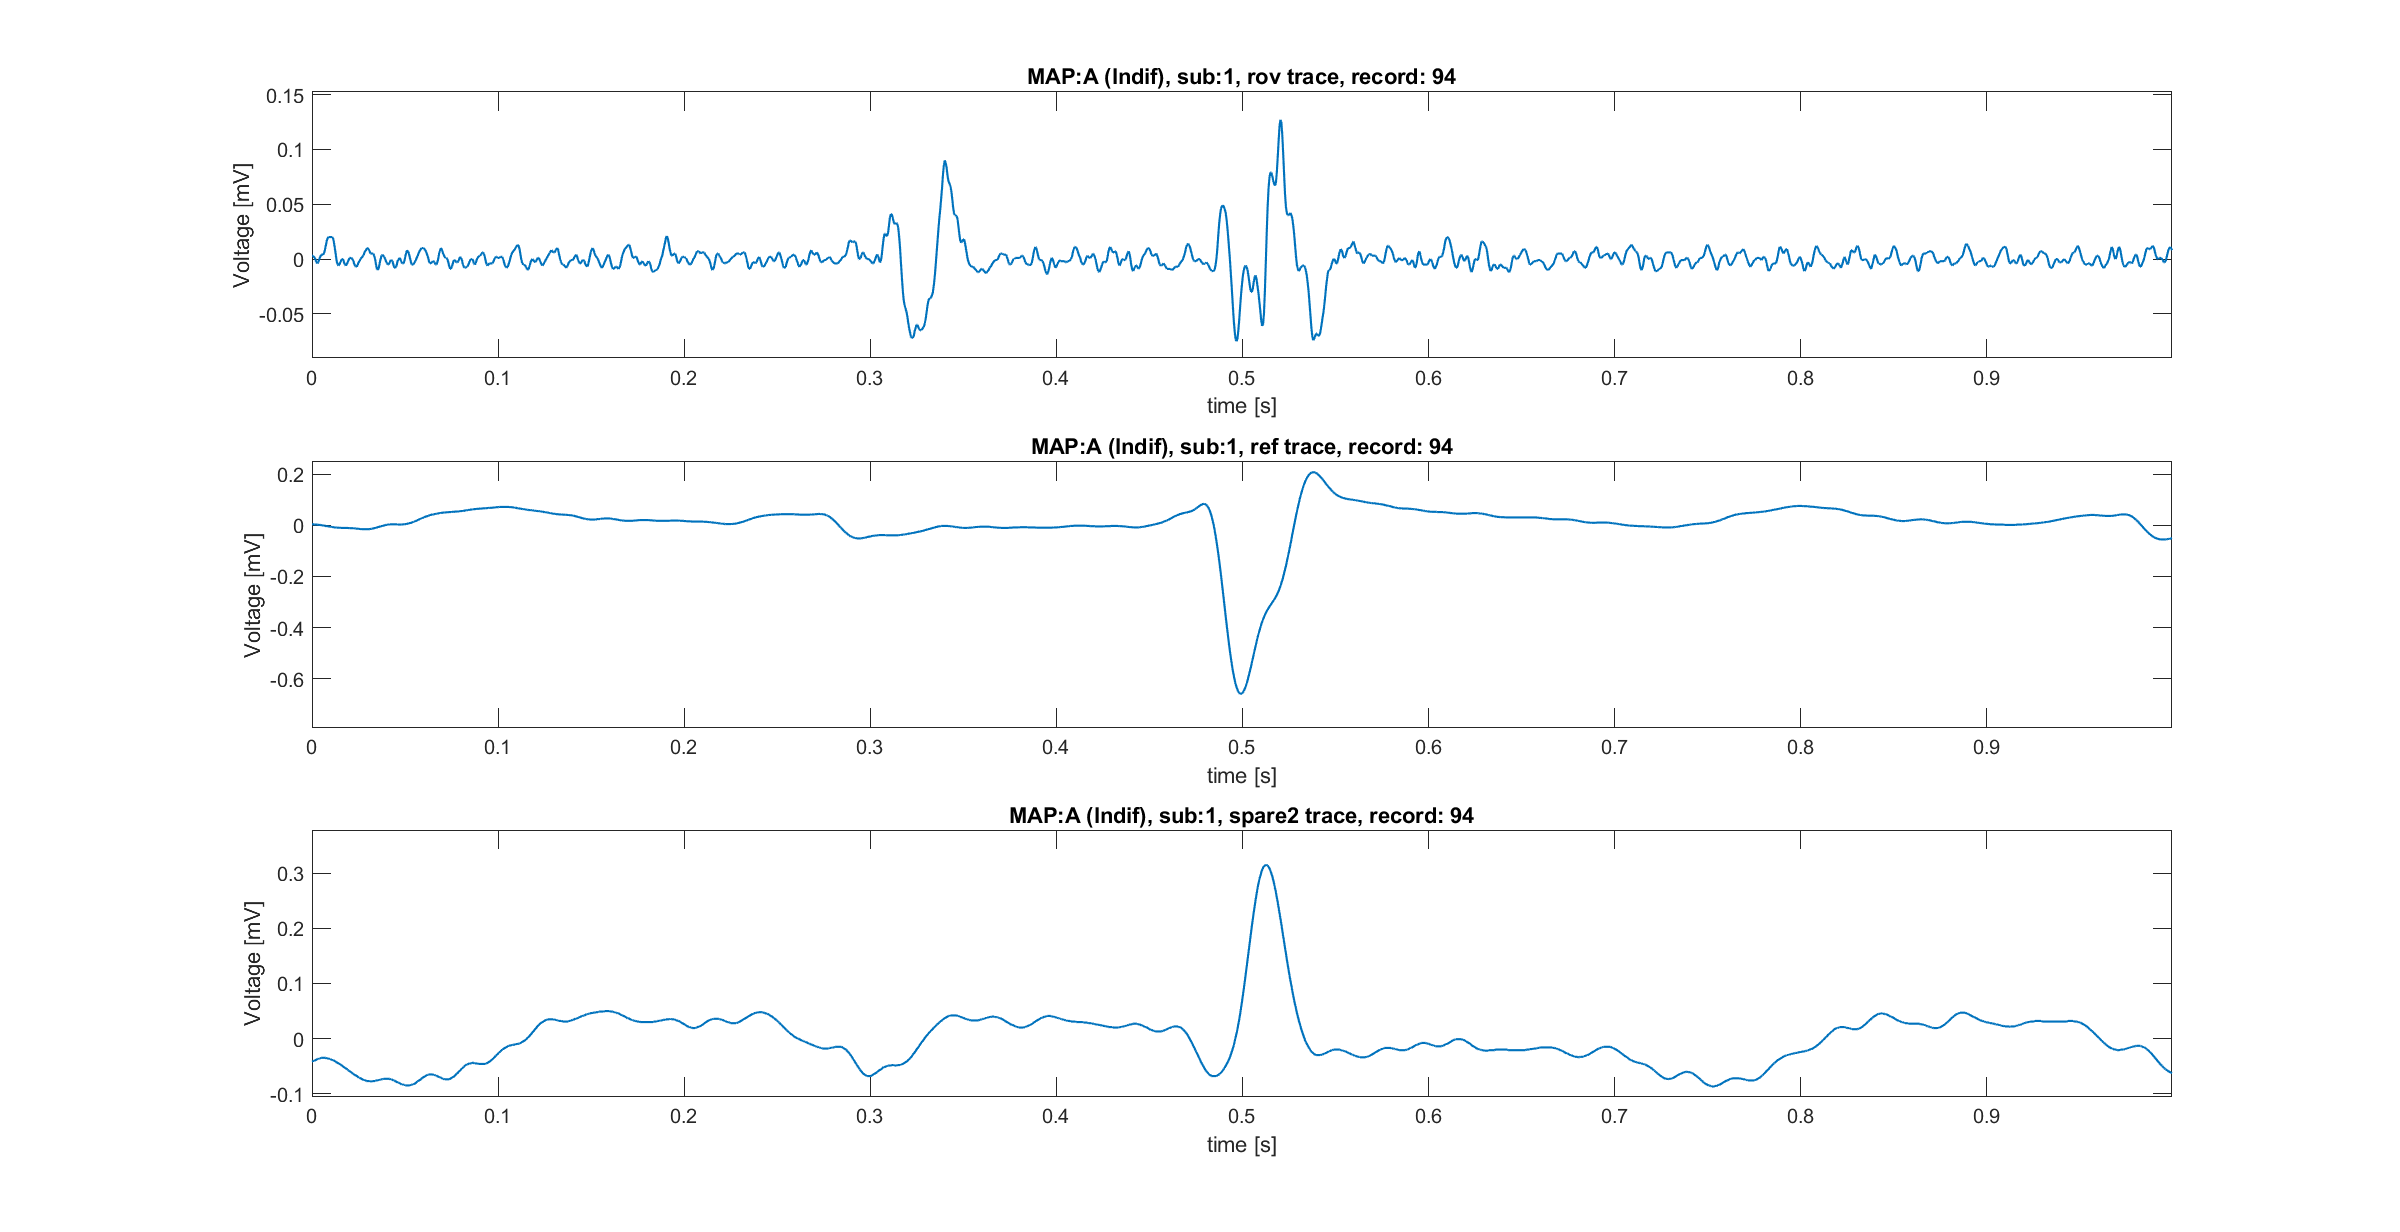 MAP:A (Indif), sub:1, rov trace, record: 94
0.15
0.1
0.05
0
-0.05
Voltage [mV]
0 0.1 0.2 0.3 0.4 0.5 0.6 0.7 0.8 0.9
time [s]
MAP:A (Indif), sub:1, ref trace, record: 94
0.2
0
-0.2
-0.4
-0.6
Voltage [mV]
0 0.1 0.2 0.3 0.4 0.5 0.6 0.7 0.8 0.9
time [s]
MAP:A (Indif), sub:1, spare2 trace, record: 94
0.3
0.2
0.1
0
-0.1
Voltage [mV]
0 0.1 0.2 0.3 0.4 0.5 0.6 0.7 0.8 0.9
time [s]